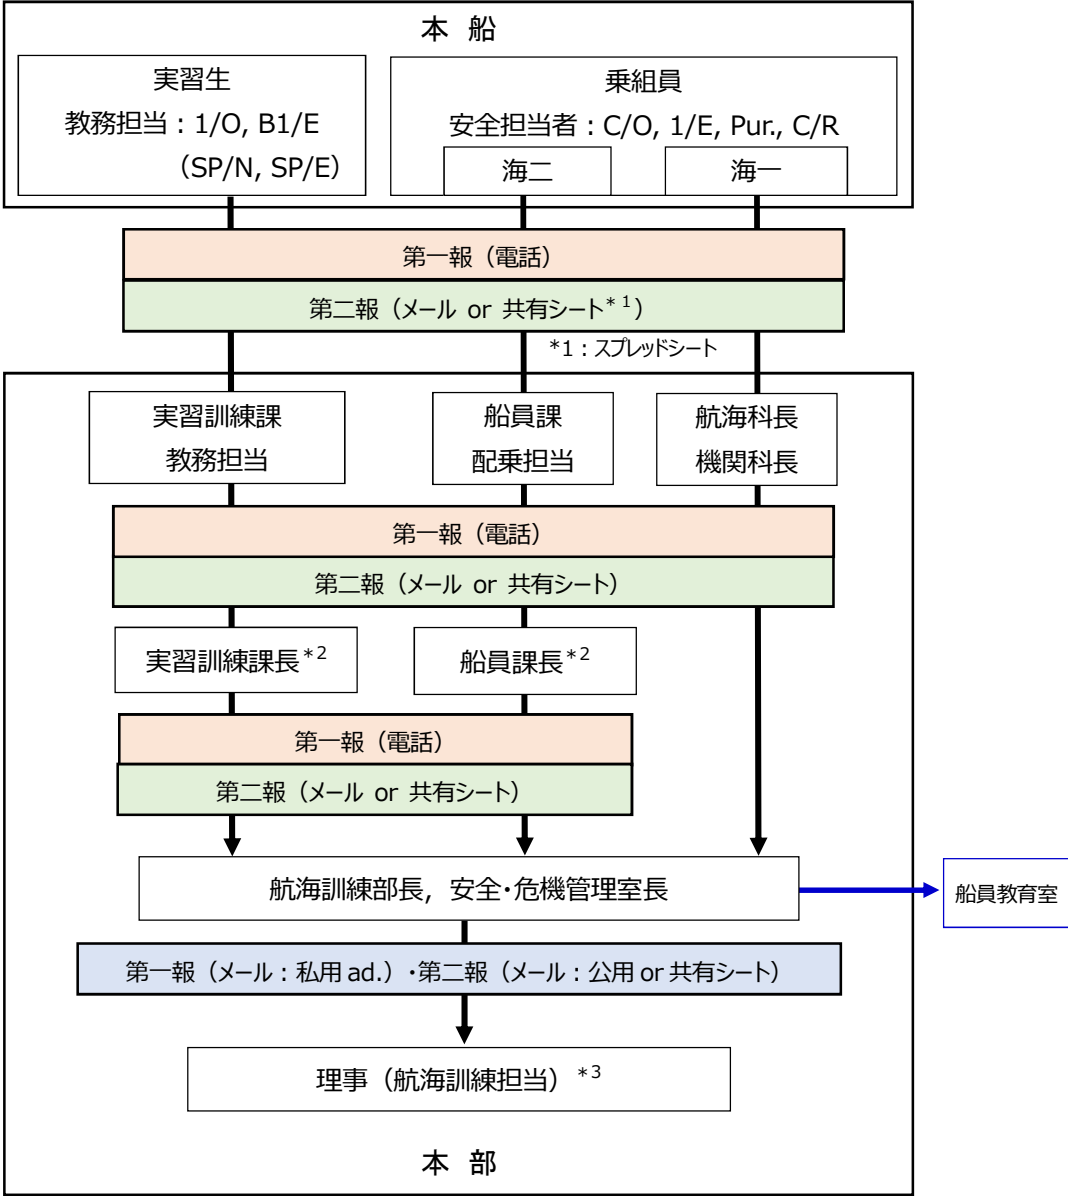 本 船
実習生
教務担当：1/O, B1/E
（SP/N, SP/E）
乗組員
安全担当者：C/O, 1/E, Pur., C/R
海二
海一
第一報（電話）
第二報（メール or 共有シート*1）
*1：スプレッドシート
実習訓練課
教務担当
船員課
配乗担当
航海科長
機関科長
第一報（電話）
第二報（メール or 共有シート）
実習訓練課長*2
船員課長*2
第一報（電話）
第二報（メール or 共有シート）
航海訓練部長，安全・危機管理室長
船員教育室
第一報（メール：私用 ad.）・第二報（メール：公用 or 共有シート）
理事（航海訓練担当）*3
本 部